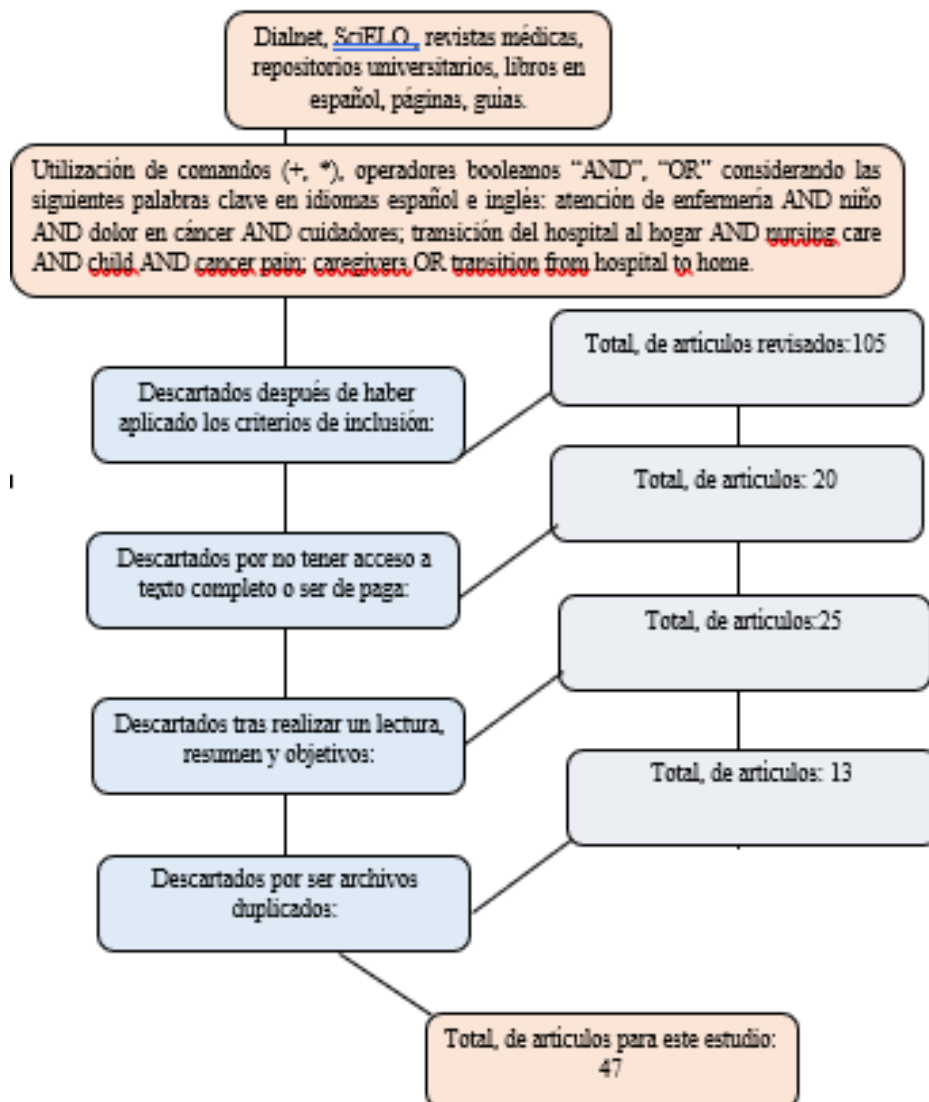 Dialnet, SciELO , revistas médicas,
repositorios universitarios, libros en
español, páginas, guias.
Utilización de comandos (+, *), operadores booleanos “AND”, “OR” considerando las
siguientes palabras clave en idiomas español e inglés: atención de enfermería AND niño
AND dolor en cáncer AND cuidadores; transición del hospital al hogar AND nursing care
AND child AND cancer pain; caregivers OR transition from hospital to home.
Total, de artículos revisados:105
Descartados después de haber
aplicado los criterios de inclusión:
Total, de artículos: 20
Descartados por no tener acceso a
texto completo o ser de paga:
Total, de artículos:25
Descartados tras realizar un lectura,
resumen y objetivos:
Total, de artículos: 13
Descartados por ser archivos
duplicados:
Total, de artículos para este estudio:
47